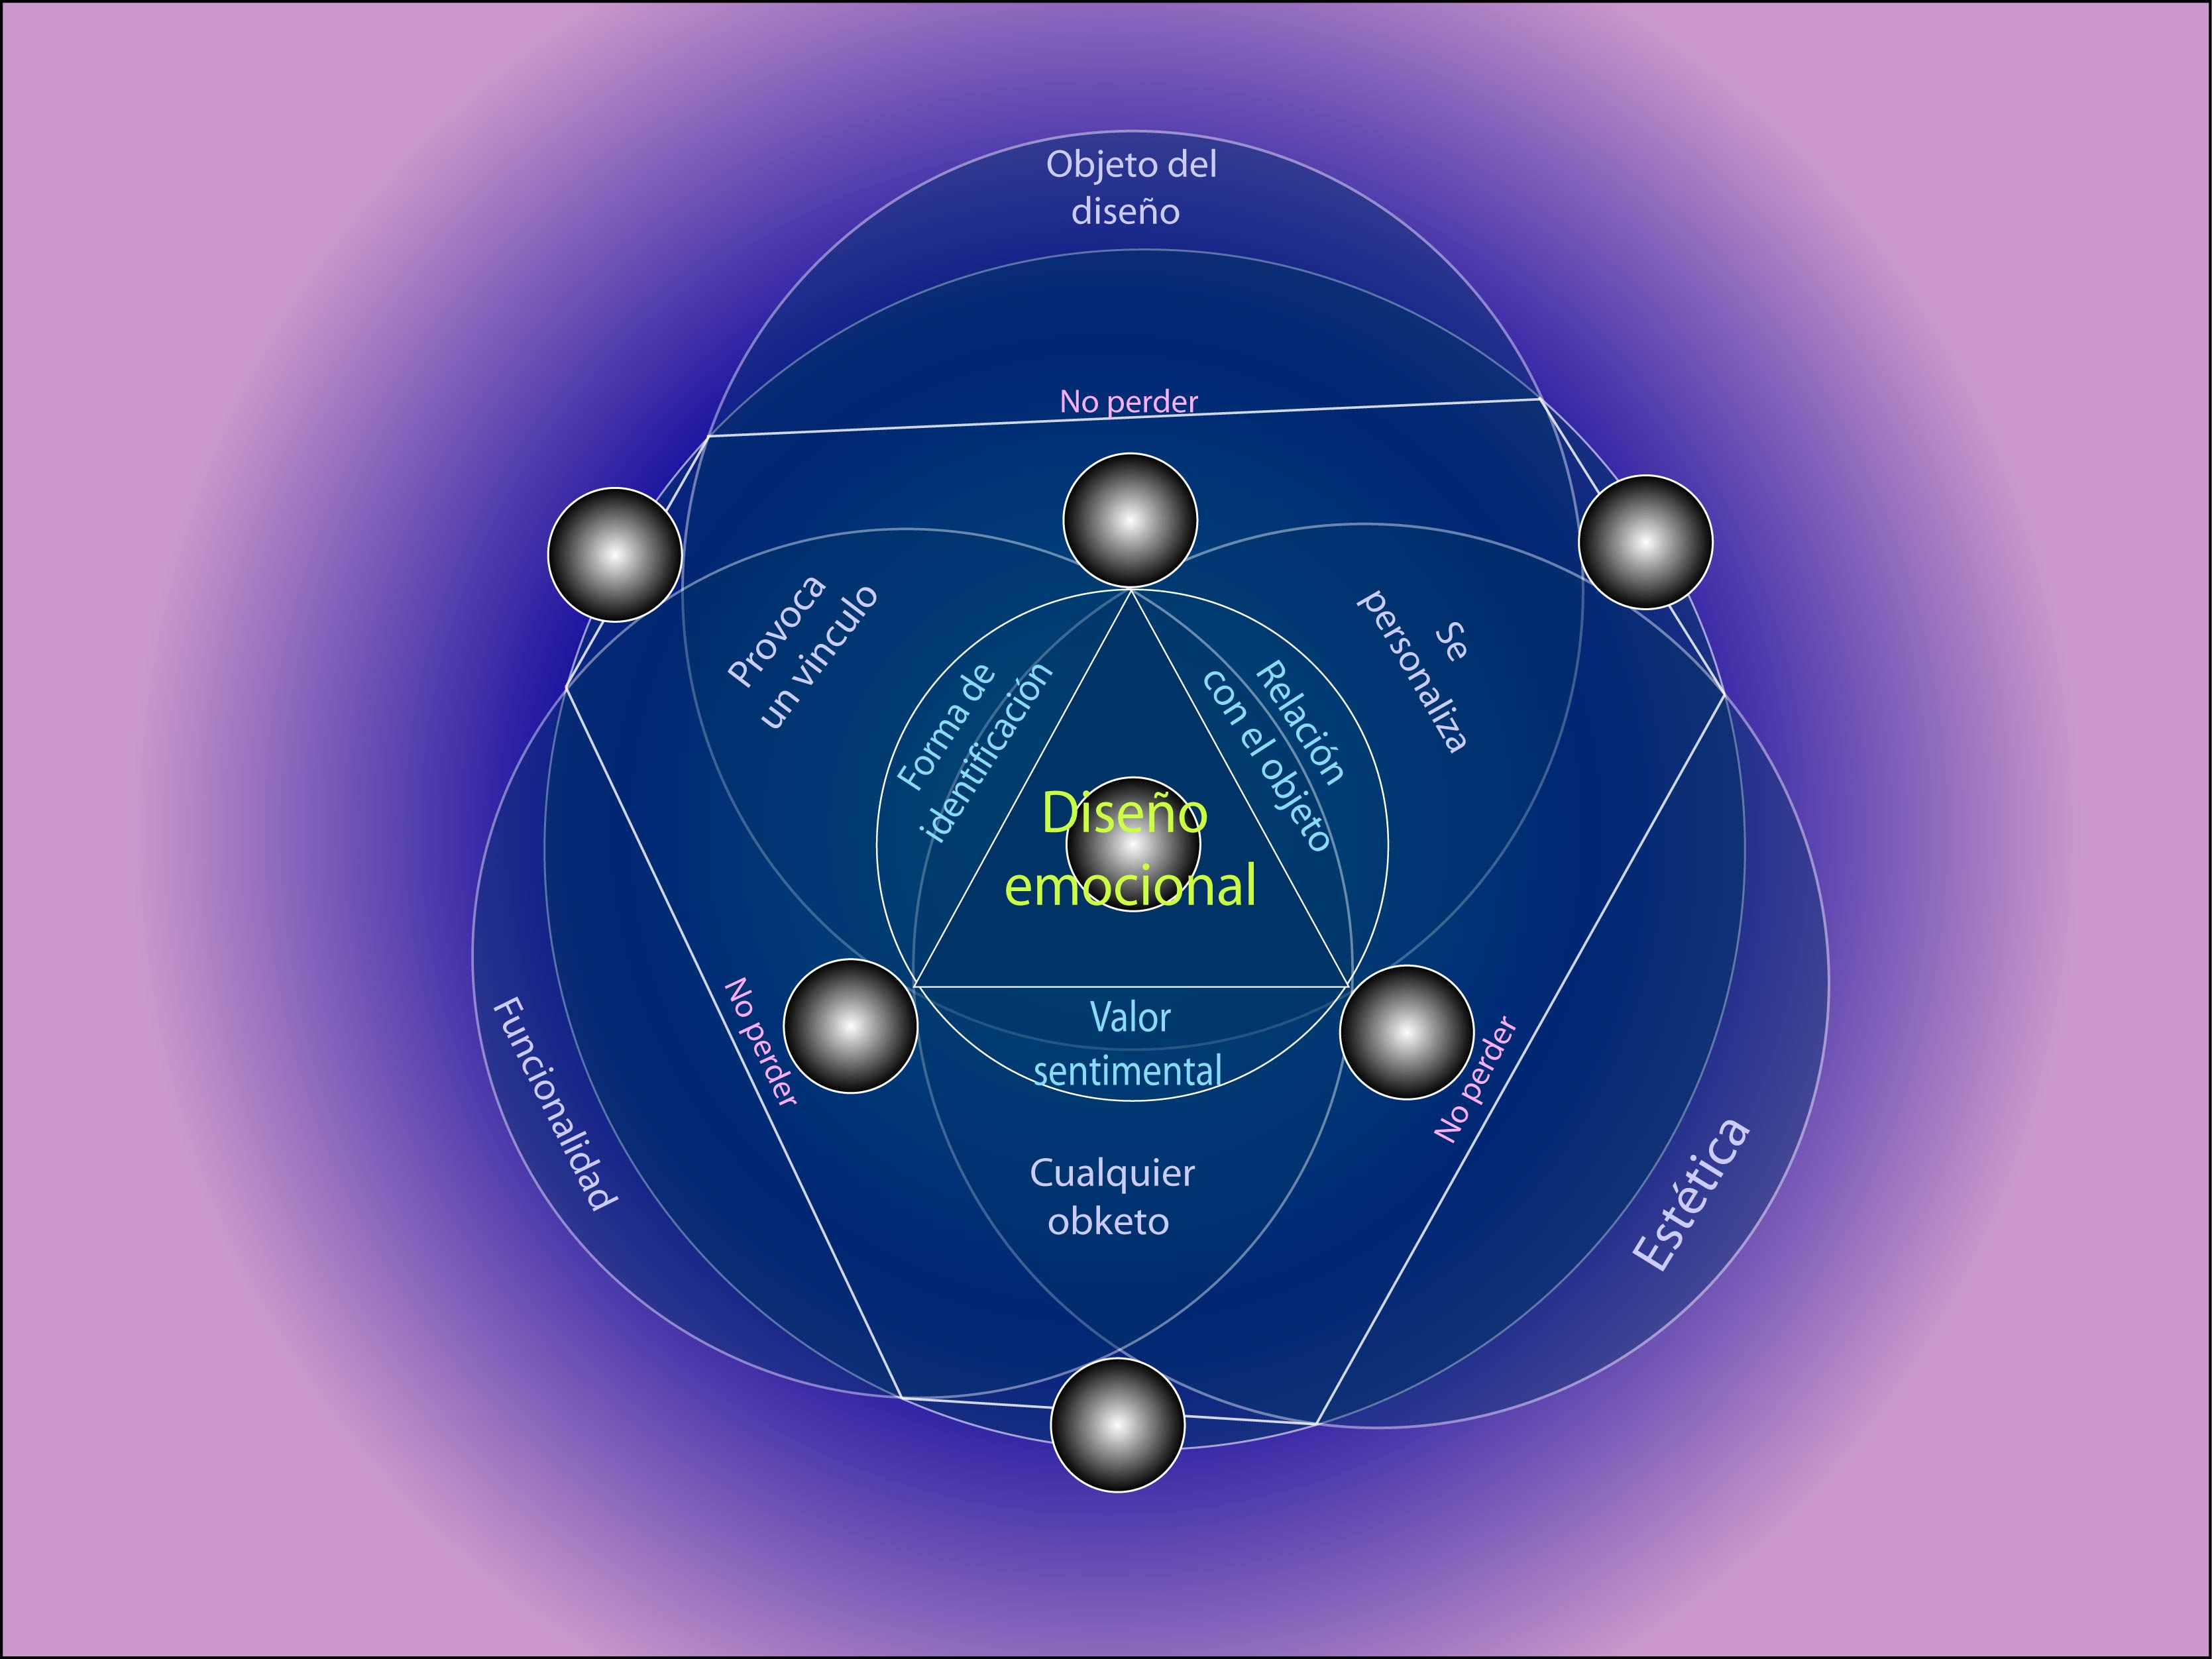 Objeto del
diseño
No perder
Provoca
un vinculo
Se
personaliza
Forma de
identificación
Relación
con el objeto
Diseño
emocional
No perder
No perder
Valor
sentimental
Funcionalidad
Estética
Cualquier
obketo